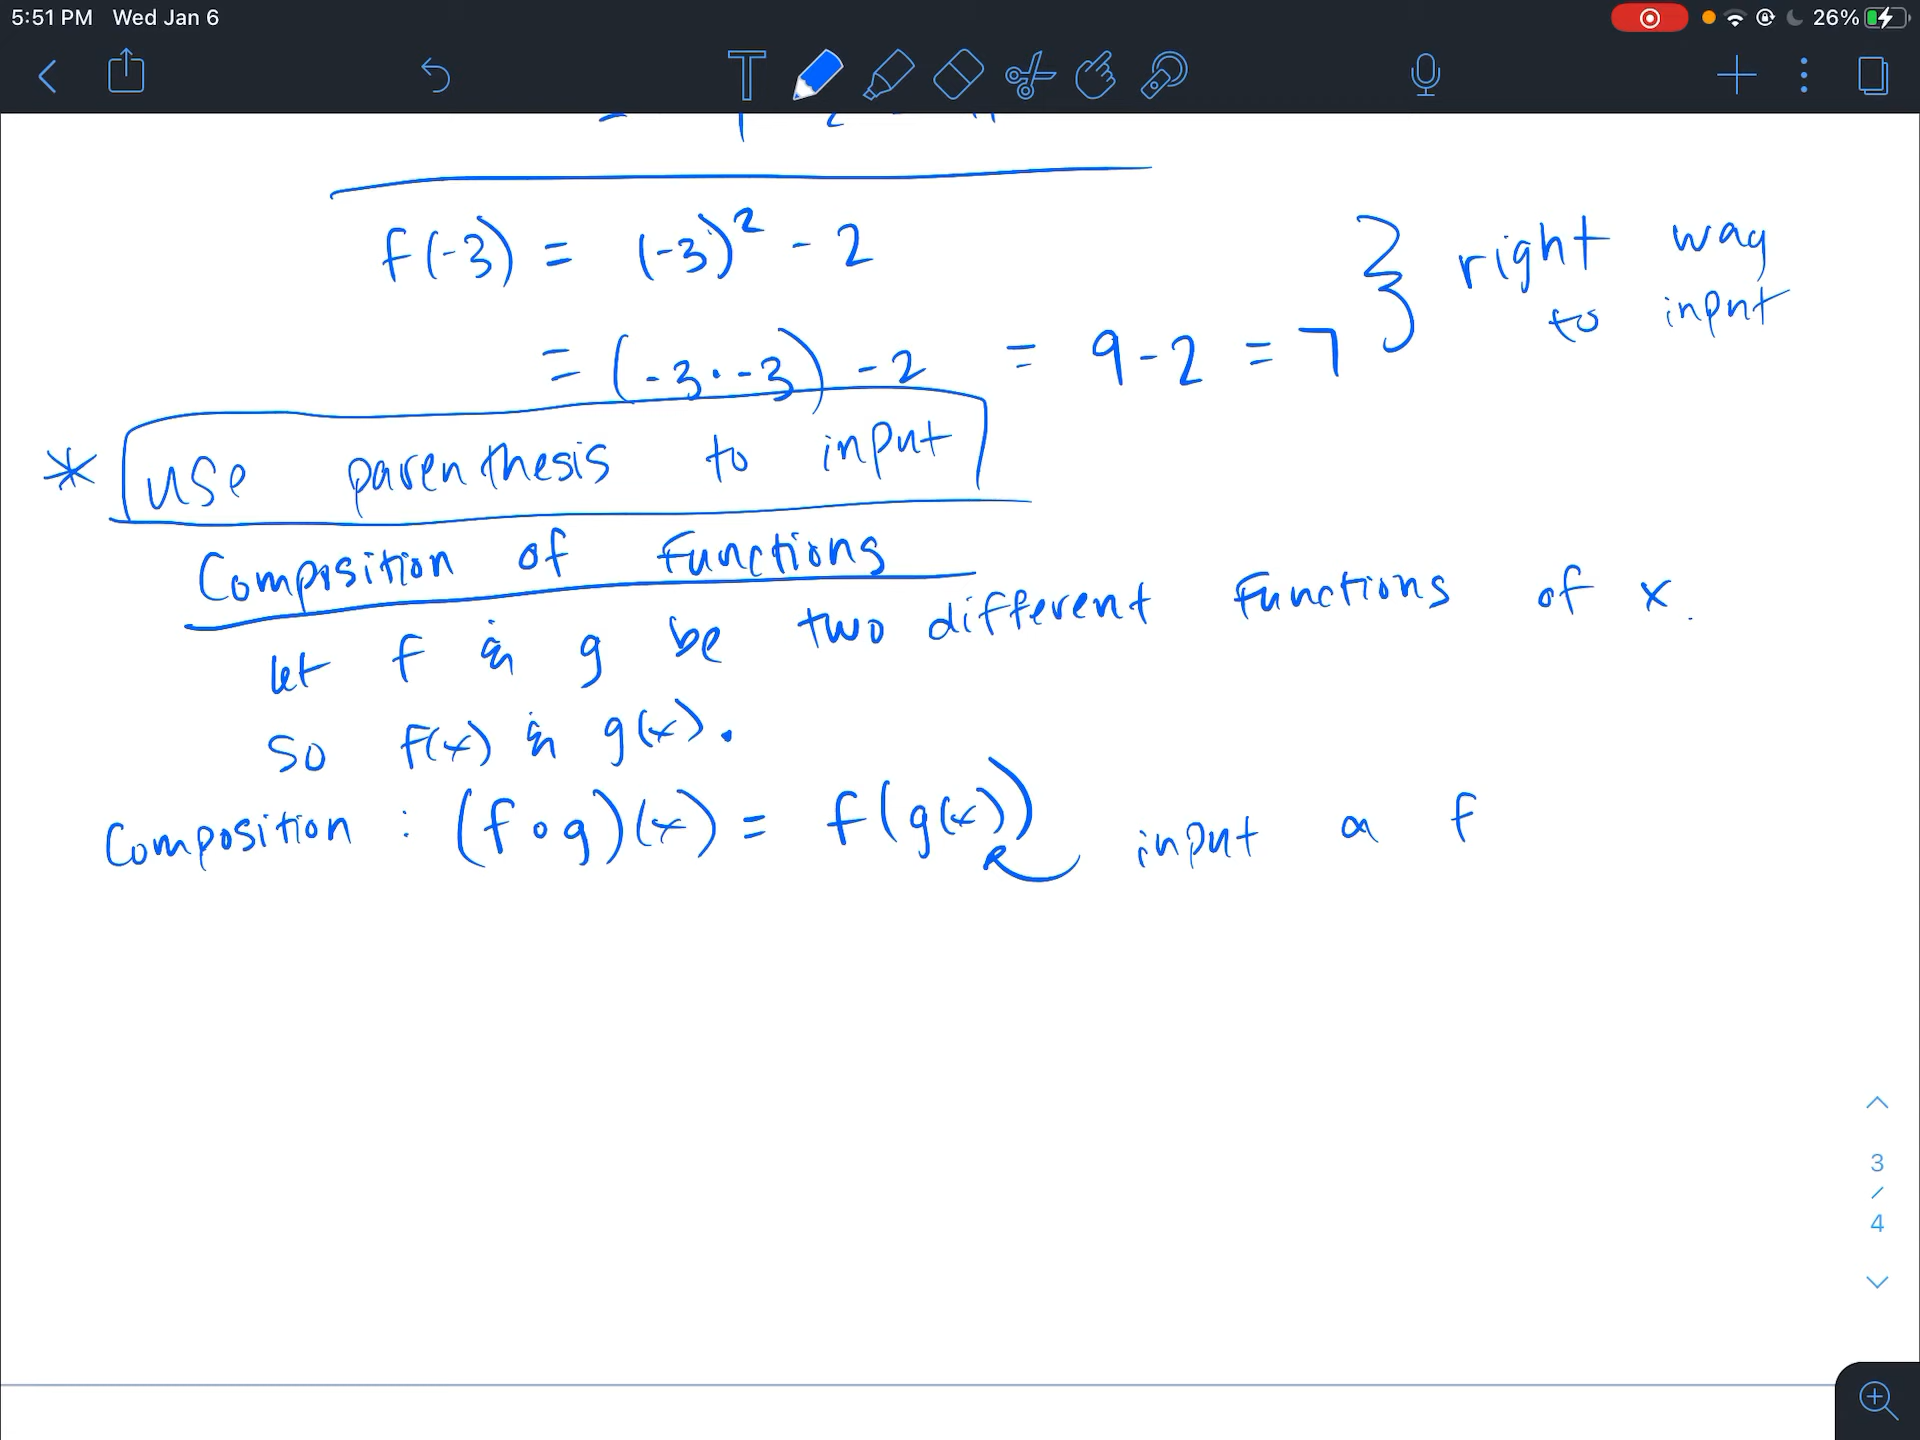 5:51 PM Wed Jan 6 26%
T
f(-3) = (-3)² - 2
right way
to input
= (-3 · -3) - 2 = 9 - 2 = 7
* use parenthesis to input
Composition of functions
let f & g be two different functions of x.
so f(x) & g(x).
Composition : (f ∘ g)(x) = f(g(x)) input a f
3
/
4